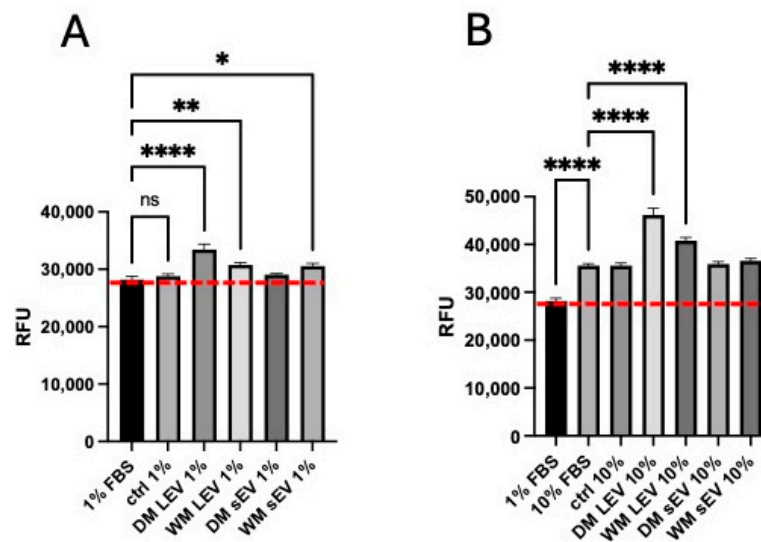 A
*
**
****
ns
40,000
30,000
20,000
10,000
0
RFU
1% FBS
ctrl 1%
DM LEV 1%
WM LEV 1%
DM sEV 1%
WM sEV 1%
B
****
****
****
50,000
40,000
30,000
20,000
10,000
0
RFU
1% FBS
10% FBS
ctrl 10%
DM LEV 10%
WM LEV 10%
DM sEV 10%
WM sEV 10%